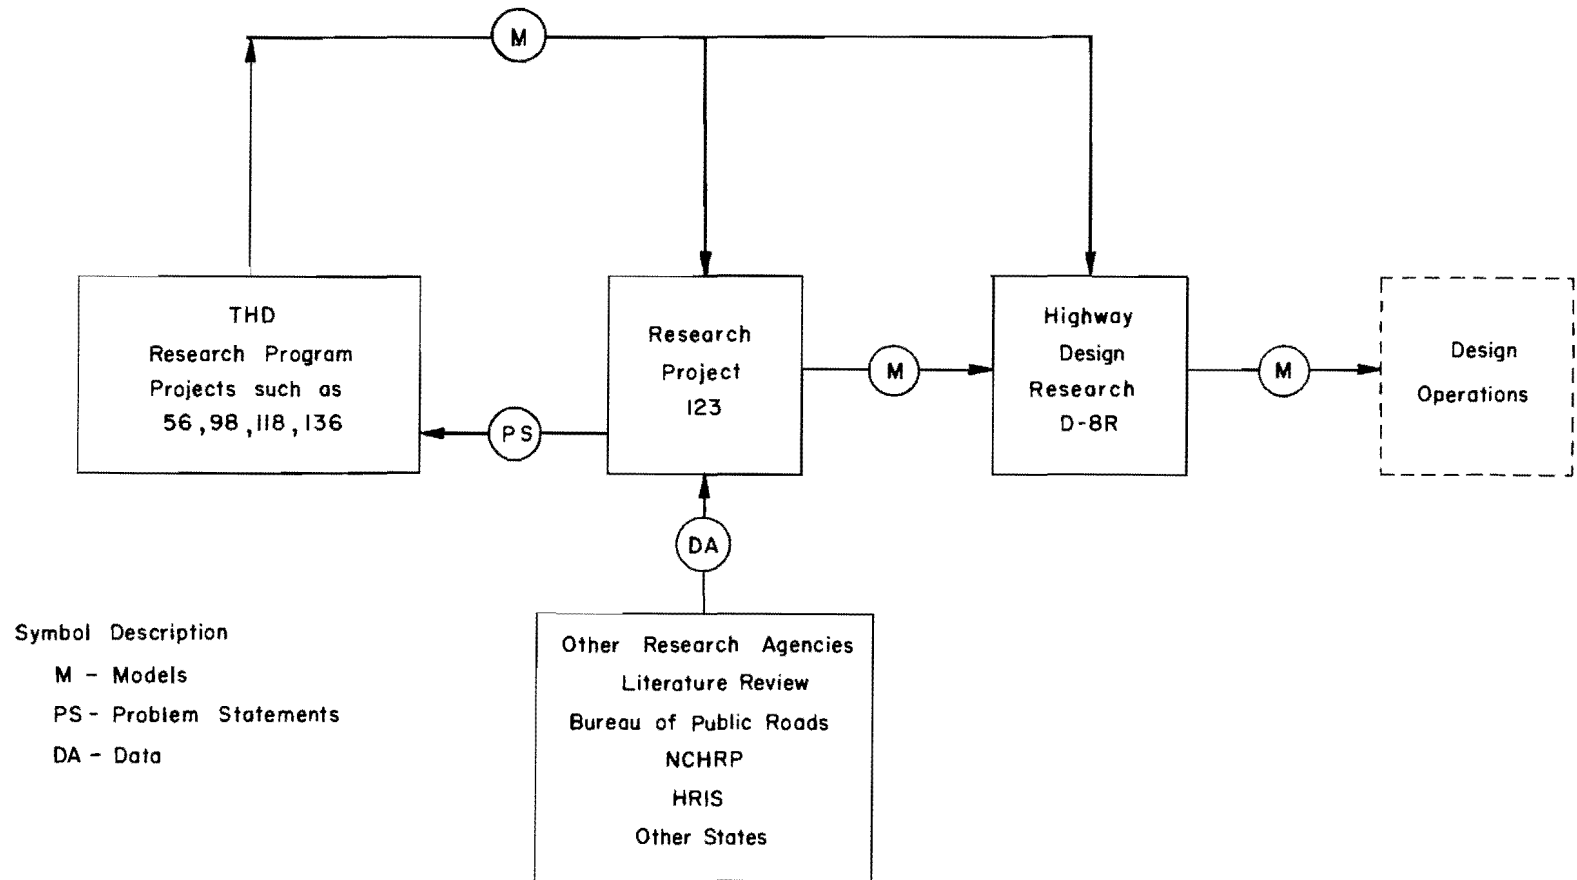 M
THD
Research Program
Projects such as
56,98,118,136
PS
Research
Project
123
M
Highway
Design
Research
D-8R
M
Design
Operations
DA
Other Research Agencies
Literature Review
Bureau of Public Roads
NCHRP
HRIS
Other States
Symbol Description
M - Models
PS - Problem Statements
DA - Data